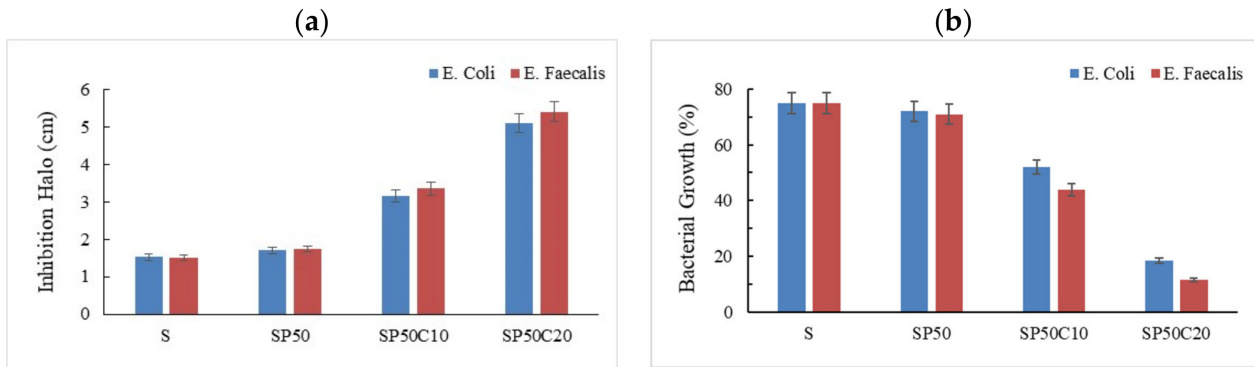 (a)
E. Coli E. Faecalis
Inhibition Halo (cm)
6
5
4
3
2
1
0
S SP50 SP50C10 SP50C20
(b)
E. Coli E. Faecalis
Bacterial Growth (%)
80
60
40
20
0
S SP50 SP50C10 SP50C20